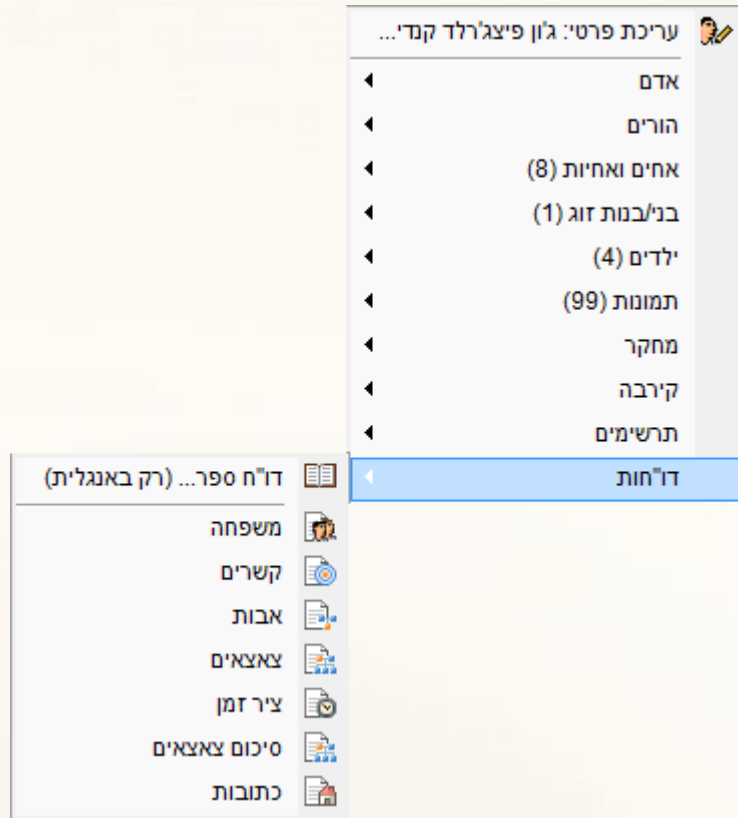 עריכת פרטי: ג'ון פיצג'רלד קנדי...
אדם
הורים
אחים ואחיות (8)
בני/בנות זוג (1)
ילדים (4)
תמונות (99)
מחקר
קירבה
תרשימים
דו"חות
דו"ח ספר... (רק באנגלית)
משפחה
קשרים
אבות
צאצאים
ציר זמן
סיכום צאצאים
כתובות